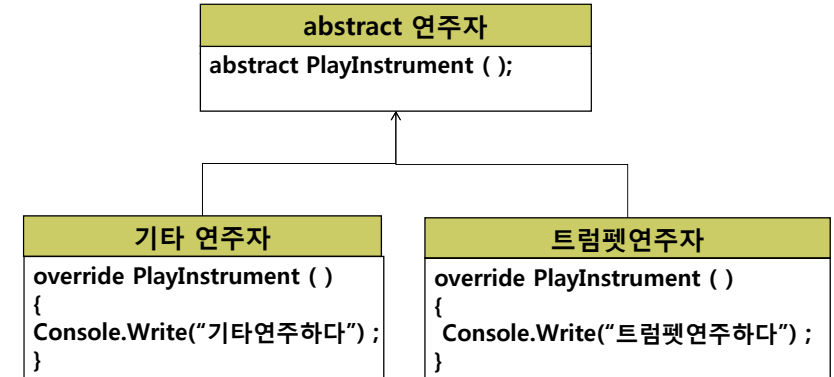 abstract 연주자
abstract PlayInstrument ( );
기타 연주자
override PlayInstrument ( )
{
Console.Write(“기타연주하다”) ;
}
트럼펫연주자
override PlayInstrument ( )
{
Console.Write(“트럼펫연주하다”) ;
}